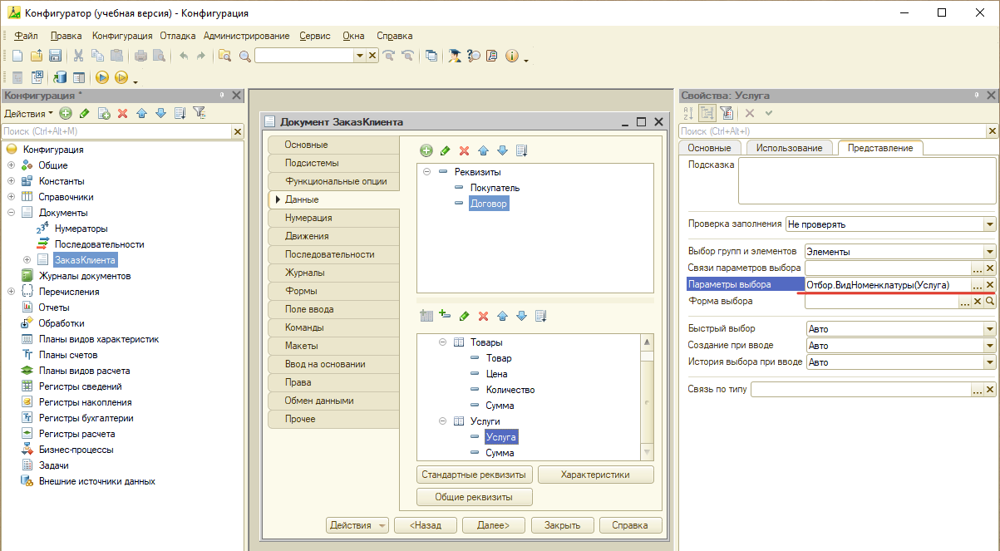 Конфигуратор (учебная версия) - Конфигурация
Файл Правка Конфигурация Отладка Администрирование Сервис Окна Справка
Конфигурация *
Действия
Поиск (Ctrl+Alt+M)
Конфигурация
Общие
Константы
Справочники
Документы
Нумераторы
Последовательности
ЗаказКлиента
Журналы документов
Перечисления
Отчеты
Обработки
Планы видов характеристик
Планы счетов
Планы видов расчета
Регистры сведений
Регистры накопления
Регистры бухгалтерии
Регистры расчета
Бизнес-процессы
Задачи
Внешние источники данных
Документ ЗаказКлиента
Основные
Подсистемы
Функциональные опции
Данные
Нумерация
Движения
Последовательности
Журналы
Формы
Поле ввода
Команды
Макеты
Ввод на основании
Права
Обмен данными
Прочее
Реквизиты
Покупатель
Договор
Товары
Товар
Цена
Количество
Сумма
Услуги
Услуга
Сумма
Стандартные реквизиты Характеристики
Общие реквизиты
Действия <Назад Далее> Закрыть Справка
Свойства: Услуга
Поиск (Ctrl+Alt+I)
Основные Использование Представление
Подсказка
Проверка заполнения Не проверять
Выбор групп и элементов Элементы
Связи параметров выбора ...
Параметры выбора Отбор.ВидНоменклатуры(Услуга) ...
Форма выбора ...
Быстрый выбор Авто
Создание при вводе Авто
История выбора при вводе Авто
Связь по типу ...